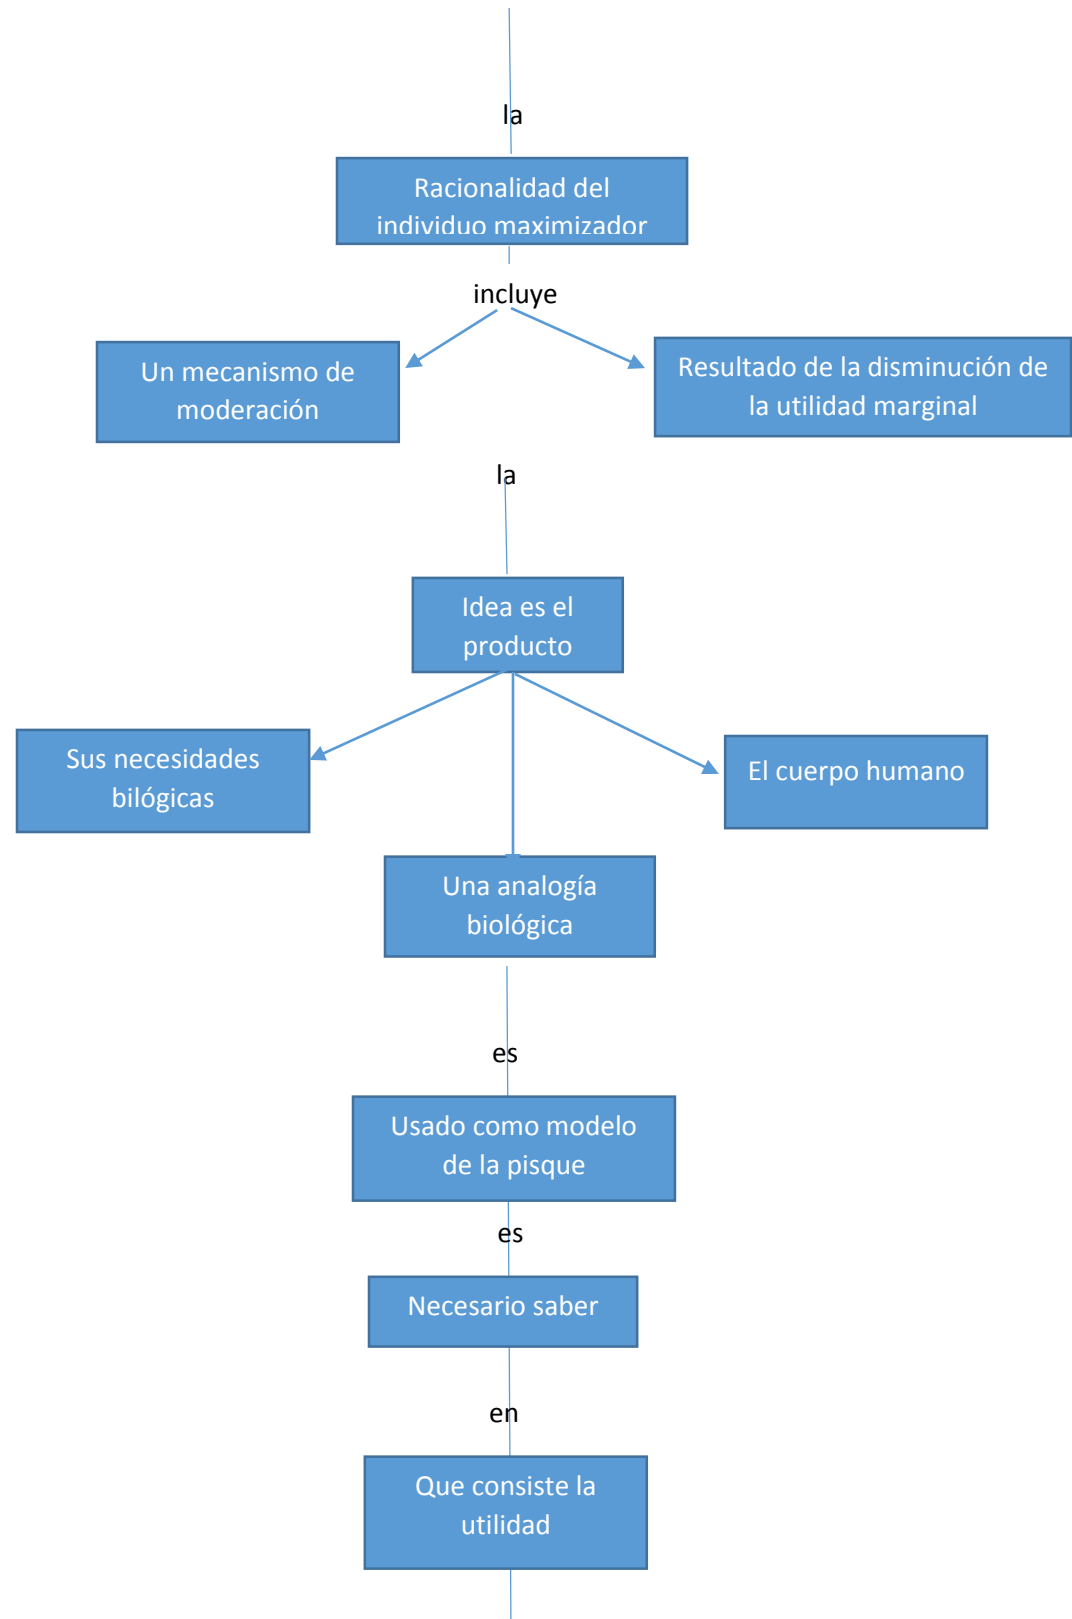 la
Racionalidad del
individuo maximizador
incluye
Un mecanismo de
moderación
Resultado de la disminución de
la utilidad marginal
la
Idea es el
producto
Sus necesidades
bilógicas
El cuerpo humano
Una analogía
biológica
es
Usado como modelo
de la pisque
es
Necesario saber
en
Que consiste la
utilidad